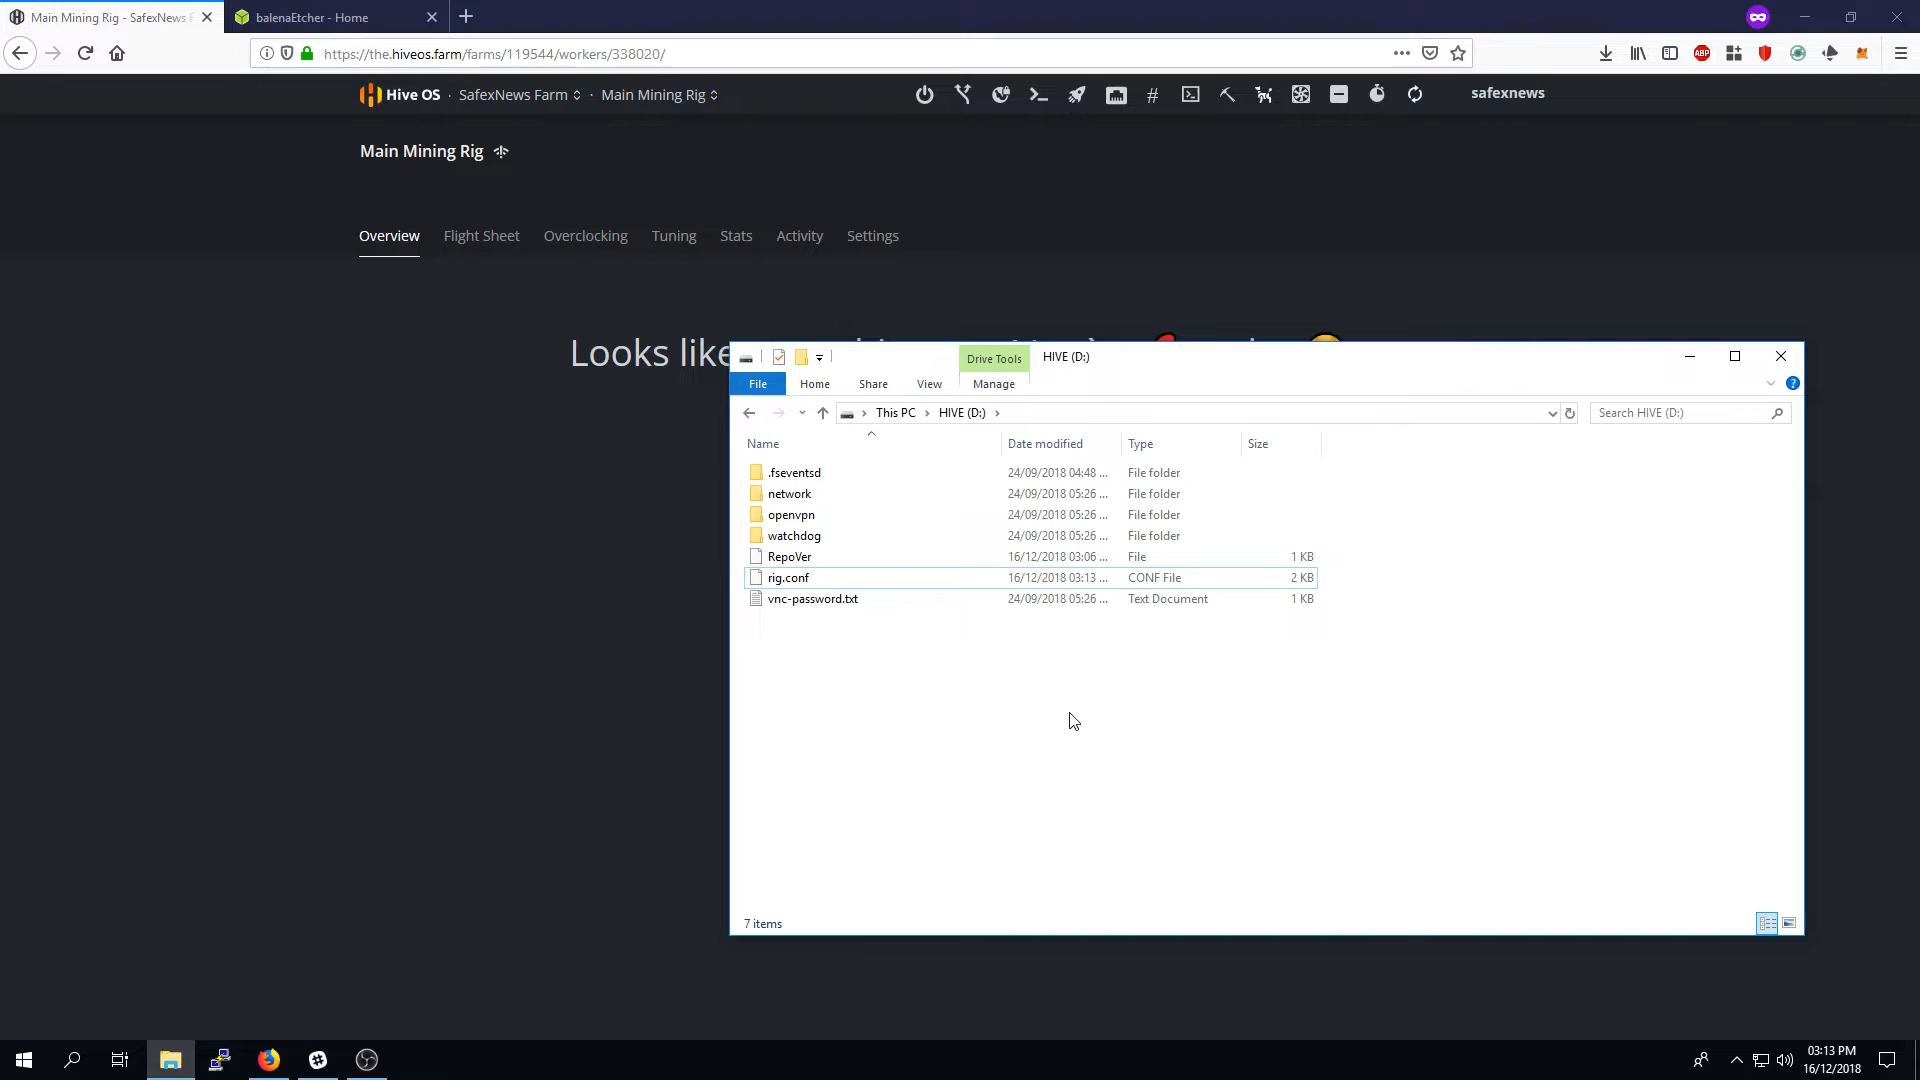 Main Mining Rig - SafexNews F
balenaEtcher - Home
https://the.hiveos.farm/farms/119544/workers/338020/
ABP
Hive OS · SafexNews Farm · Main Mining Rig
safexnews
Main Mining Rig
Overview Flight Sheet Overclocking Tuning Stats Activity Settings
Looks like
Drive Tools HIVE (D:)
File Home Share View Manage
This PC HIVE (D:)
Search HIVE (D:)
Name Date modified Type Size
.fseventsd 24/09/2018 04:48 ... File folder
network 24/09/2018 05:26 ... File folder
openvpn 24/09/2018 05:26 ... File folder
watchdog 24/09/2018 05:26 ... File folder
RepoVer 16/12/2018 03:06 ... File 1 KB
rig.conf 16/12/2018 03:13 ... CONF File 2 KB
vnc-password.txt 24/09/2018 05:26 ... Text Document 1 KB
7 items
03:13 PM
16/12/2018